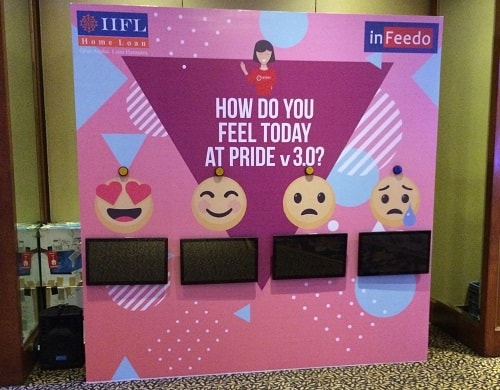 IIFL
Home Loan
inFeedo
HOW DO YOU
FEEL TODAY
AT PRIDE v 3.0?